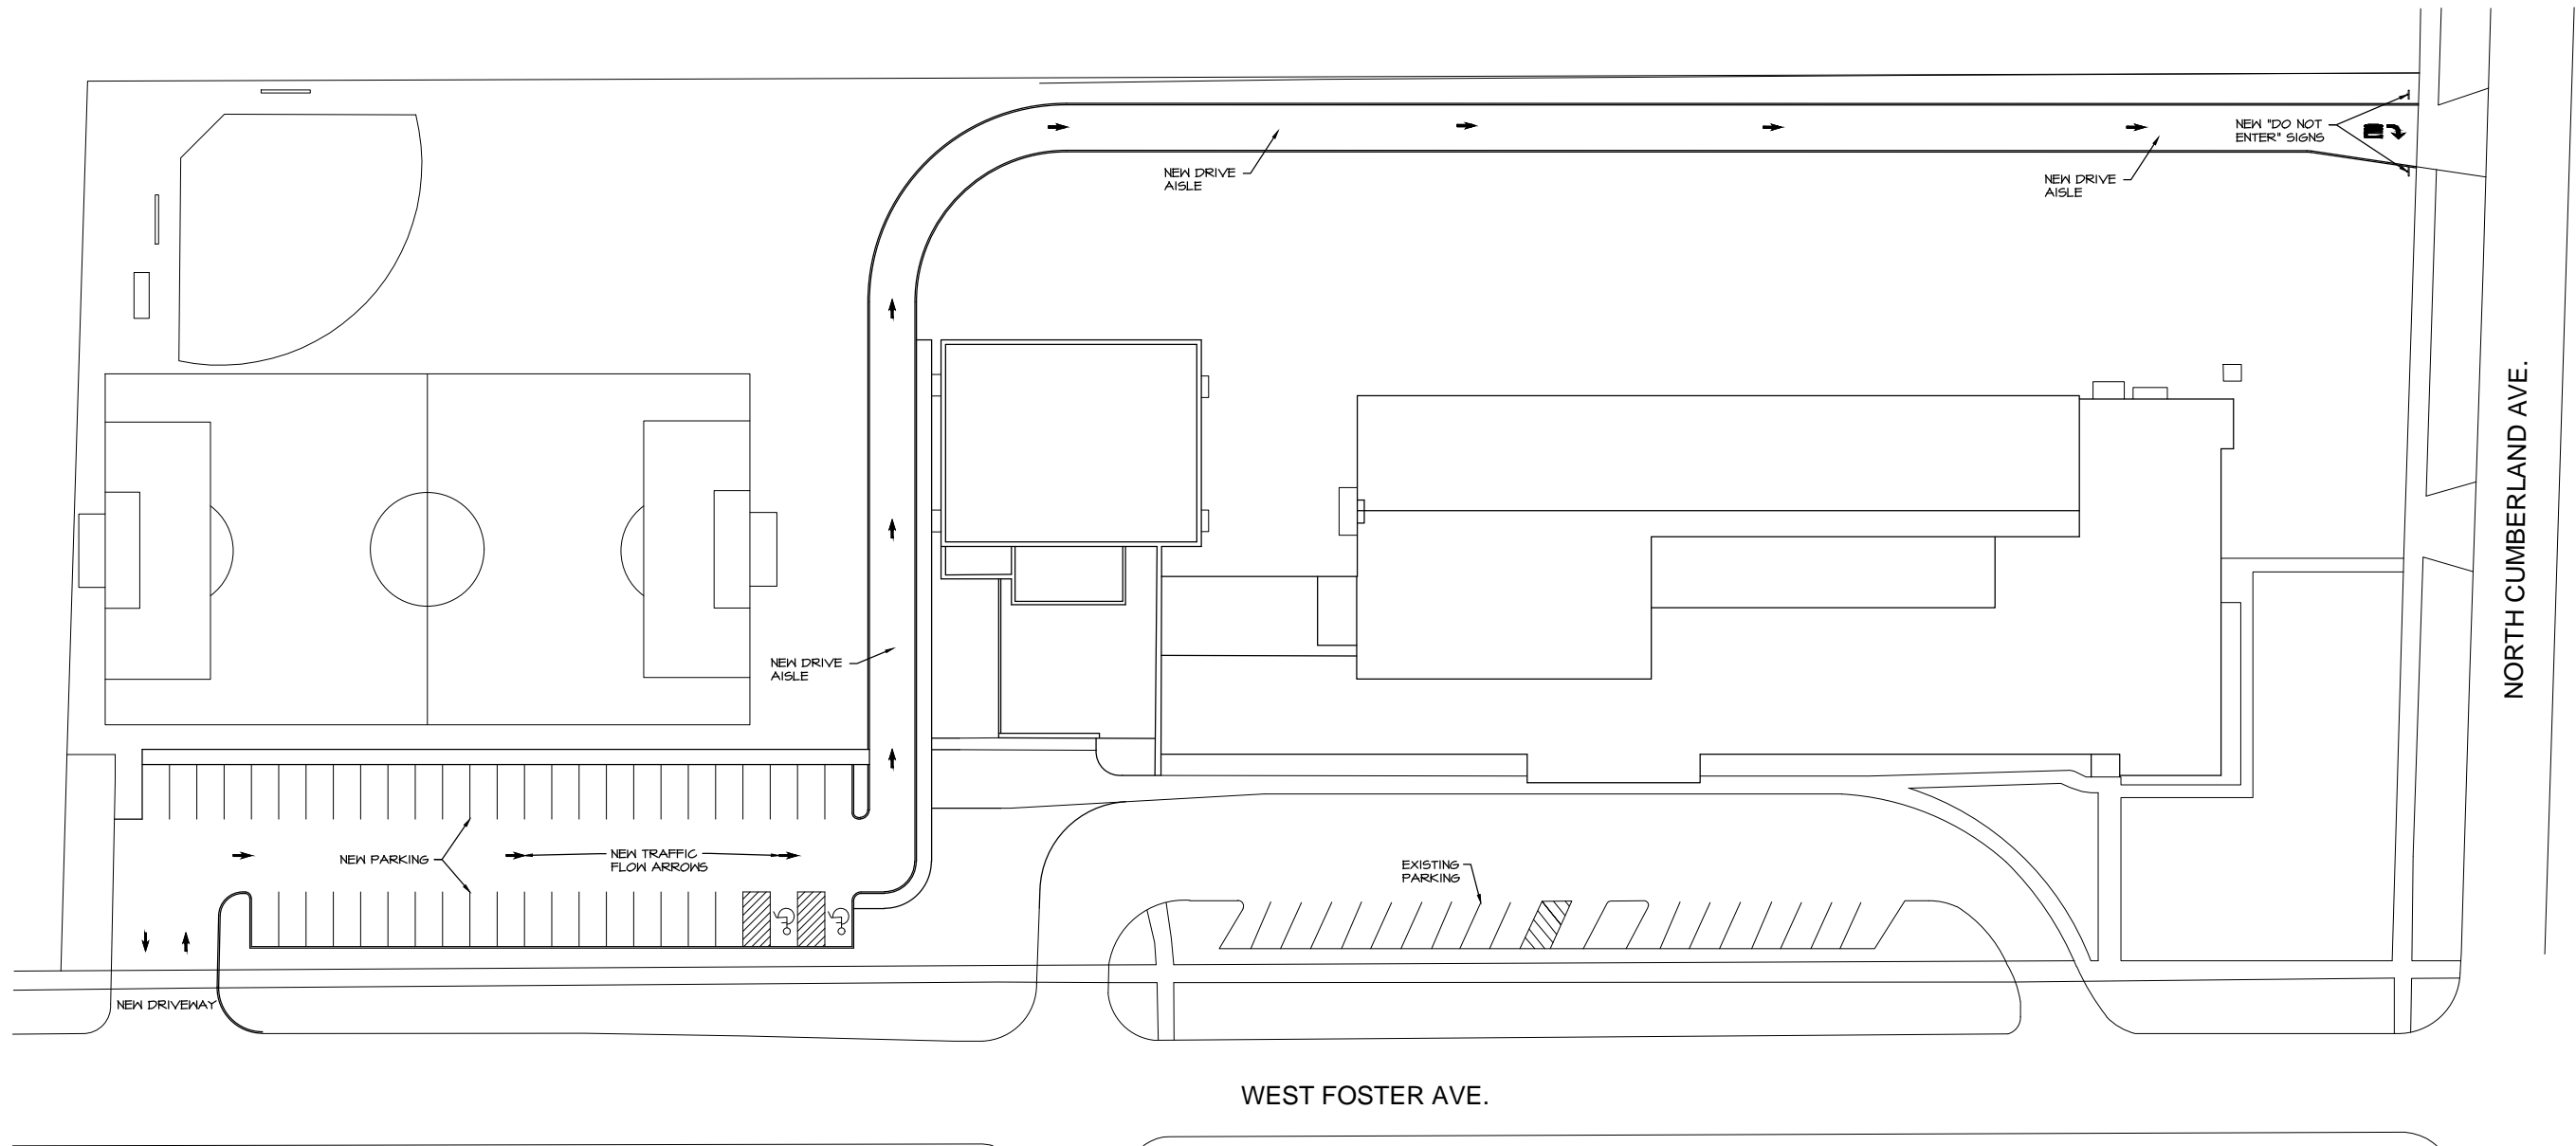 NEW "DO NOT
ENTER" SIGNS
NEW DRIVE
AISLE
NEW DRIVE
AISLE
NORTH CUMBERLAND AVE.
NEW DRIVE
AISLE
NEW PARKING
NEW TRAFFIC
FLOW ARROWS
EXISTING
PARKING
NEW DRIVEWAY
WEST FOSTER AVE.